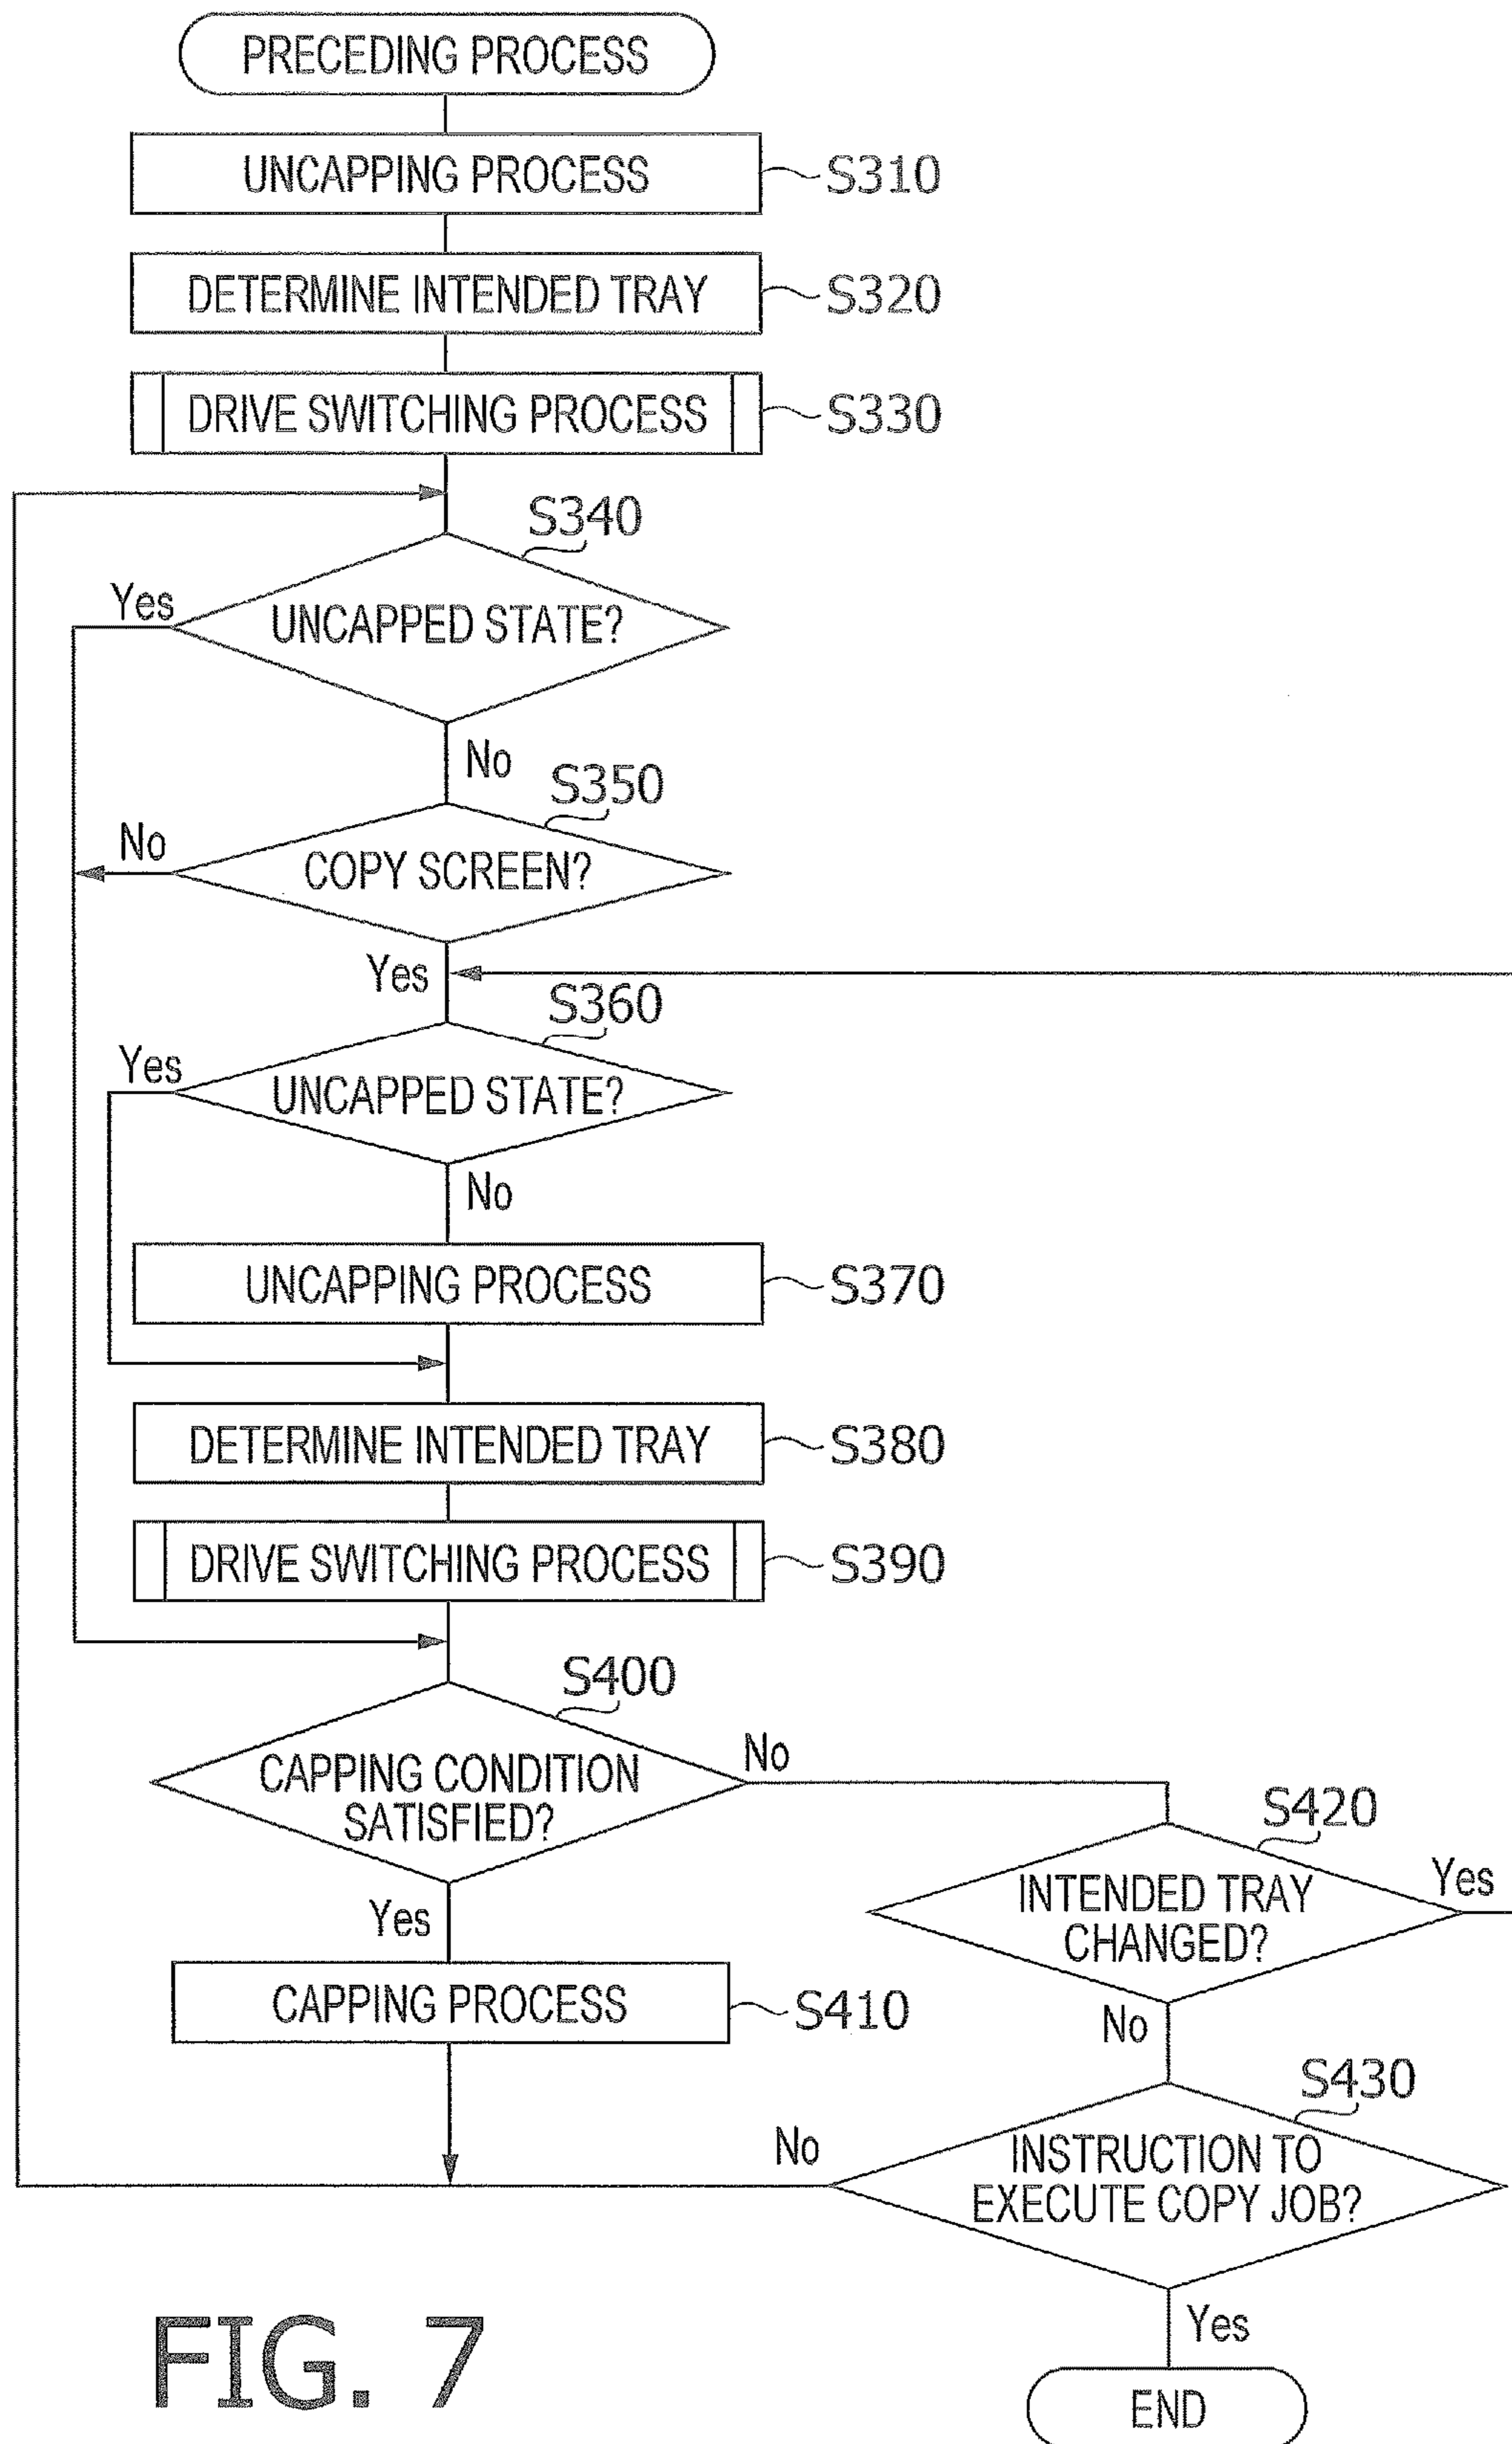 PRECEDING PROCESS
UNCAPPING PROCESS
S310
DETERMINE INTENDED TRAY
S320
DRIVE SWITCHING PROCESS
S330
S340
Yes
UNCAPPED STATE?
No
S350
No
COPY SCREEN?
Yes
S360
Yes
UNCAPPED STATE?
No
UNCAPPING PROCESS
S370
DETERMINE INTENDED TRAY
S380
DRIVE SWITCHING PROCESS
S390
S400
No
CAPPING CONDITION
SATISFIED?
S420
Yes
INTENDED TRAY
CHANGED?
Yes
CAPPING PROCESS
S410
No
S430
No
INSTRUCTION TO
EXECUTE COPY JOB?
Yes
END
FIG. 7